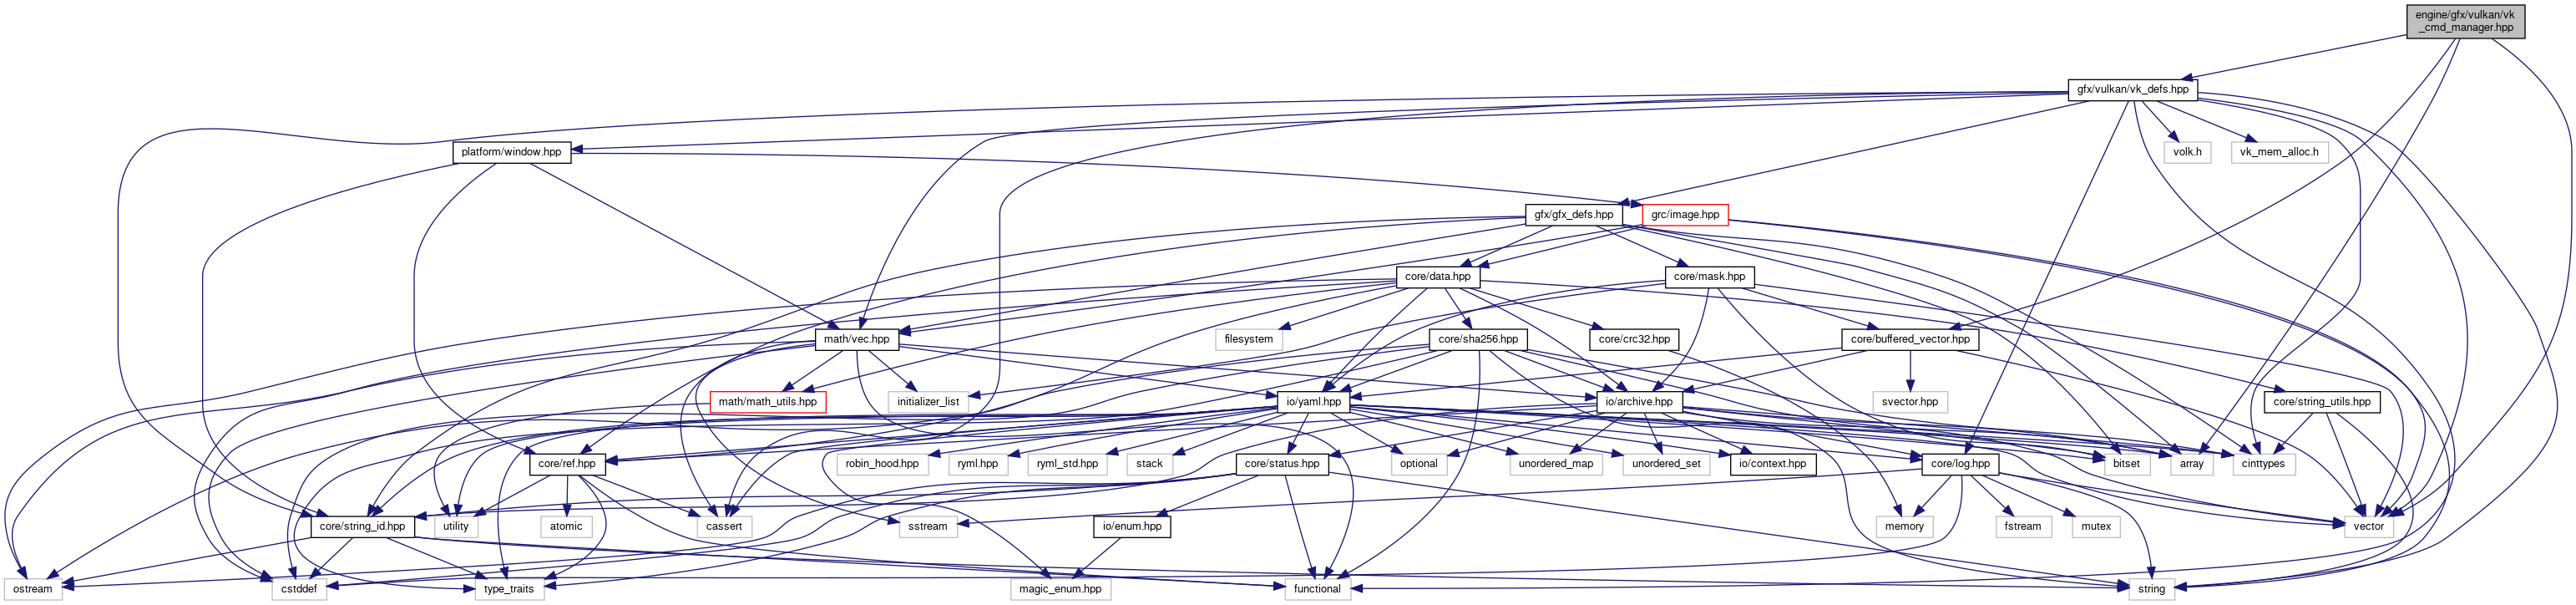 engine/gfx/vulkan/vk
_cmd_manager.hpp
gfx/vulkan/vk_defs.hpp
platform/window.hpp
volk.h
vk_mem_alloc.h
gfx/gfx_defs.hpp
grc/image.hpp
core/data.hpp
core/mask.hpp
math/vec.hpp
filesystem
core/sha256.hpp
core/crc32.hpp
core/buffered_vector.hpp
math/math_utils.hpp
initializer_list
io/yaml.hpp
io/archive.hpp
svector.hpp
core/string_utils.hpp
core/ref.hpp
robin_hood.hpp
ryml.hpp
ryml_std.hpp
stack
core/status.hpp
optional
unordered_map
unordered_set
io/context.hpp
core/log.hpp
bitset
array
cinttypes
core/string_id.hpp
utility
atomic
cassert
sstream
io/enum.hpp
memory
fstream
mutex
vector
ostream
cstddef
type_traits
magic_enum.hpp
functional
string